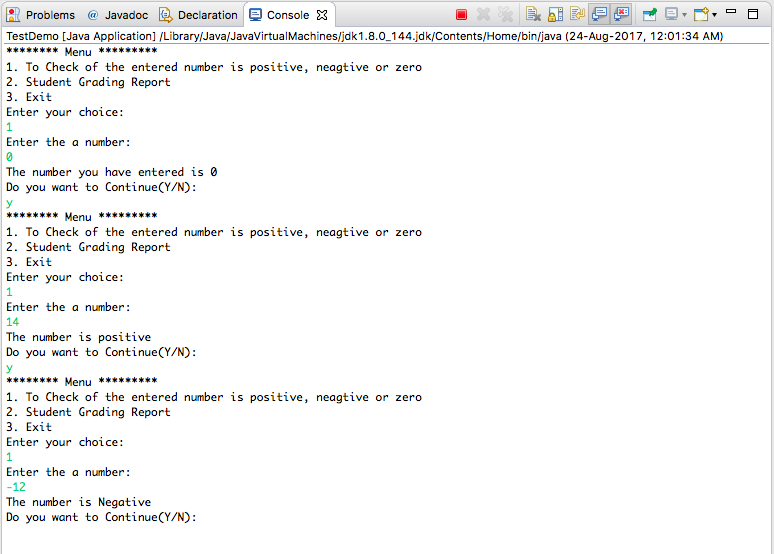 Problems @ Javadoc Declaration Console
TestDemo [Java Application] /Library/Java/JavaVirtualMachines/jdk1.8.0_144.jdk/Contents/Home/bin/java (24-Aug-2017, 12:01:34 AM)
******** Menu *********
1. To Check of the entered number is positive, neagtive or zero
2. Student Grading Report
3. Exit
Enter your choice:
1
Enter the a number:
0
The number you have entered is 0
Do you want to Continue(Y/N):
y
******** Menu *********
1. To Check of the entered number is positive, neagtive or zero
2. Student Grading Report
3. Exit
Enter your choice:
1
Enter the a number:
14
The number is positive
Do you want to Continue(Y/N):
y
******** Menu *********
1. To Check of the entered number is positive, neagtive or zero
2. Student Grading Report
3. Exit
Enter your choice:
1
Enter the a number:
-12
The number is Negative
Do you want to Continue(Y/N):